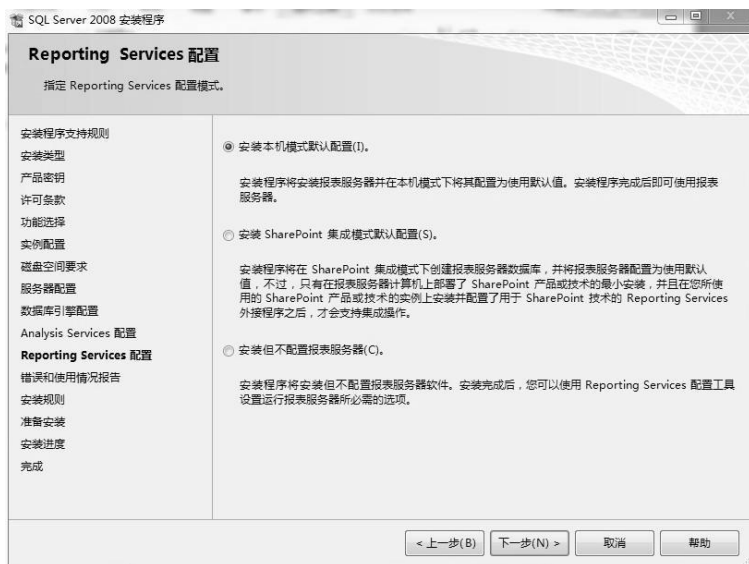 SQL Server 2008 安装程序
Reporting Services 配置
指定 Reporting Services 配置模式。
安装程序支持规则
安装类型
产品密钥
许可条款
功能选择
实例配置
磁盘空间要求
服务器配置
数据库引擎配置
Analysis Services 配置
Reporting Services 配置
错误和使用情况报告
安装规则
准备安装
安装进度
完成
安装本机模式默认配置(I)。
安装程序将安装报表服务器并在本机模式下将其配置为使用默认值。安装程序完成后即可使用报表
服务器。
安装 SharePoint 集成模式默认配置(S)。
安装程序将在 SharePoint 集成模式下创建报表服务器数据库，并将报表服务器配置为使用默认
值，不过，只有在报表服务器计算机上部署了 SharePoint 产品或技术的最小安装，并且在您所使
用的 SharePoint 产品或技术的实例上安装并配置了用于 SharePoint 技术的 Reporting Services
外接程序之后，才会支持集成操作。
安装但不配置报表服务器(C)。
安装程序将安装但不配置报表服务器软件。安装完成后，您可以使用 Reporting Services 配置工具
设置运行报表服务器所必需的选项。
< 上一步(B)
下一步(N) >
取消
帮助